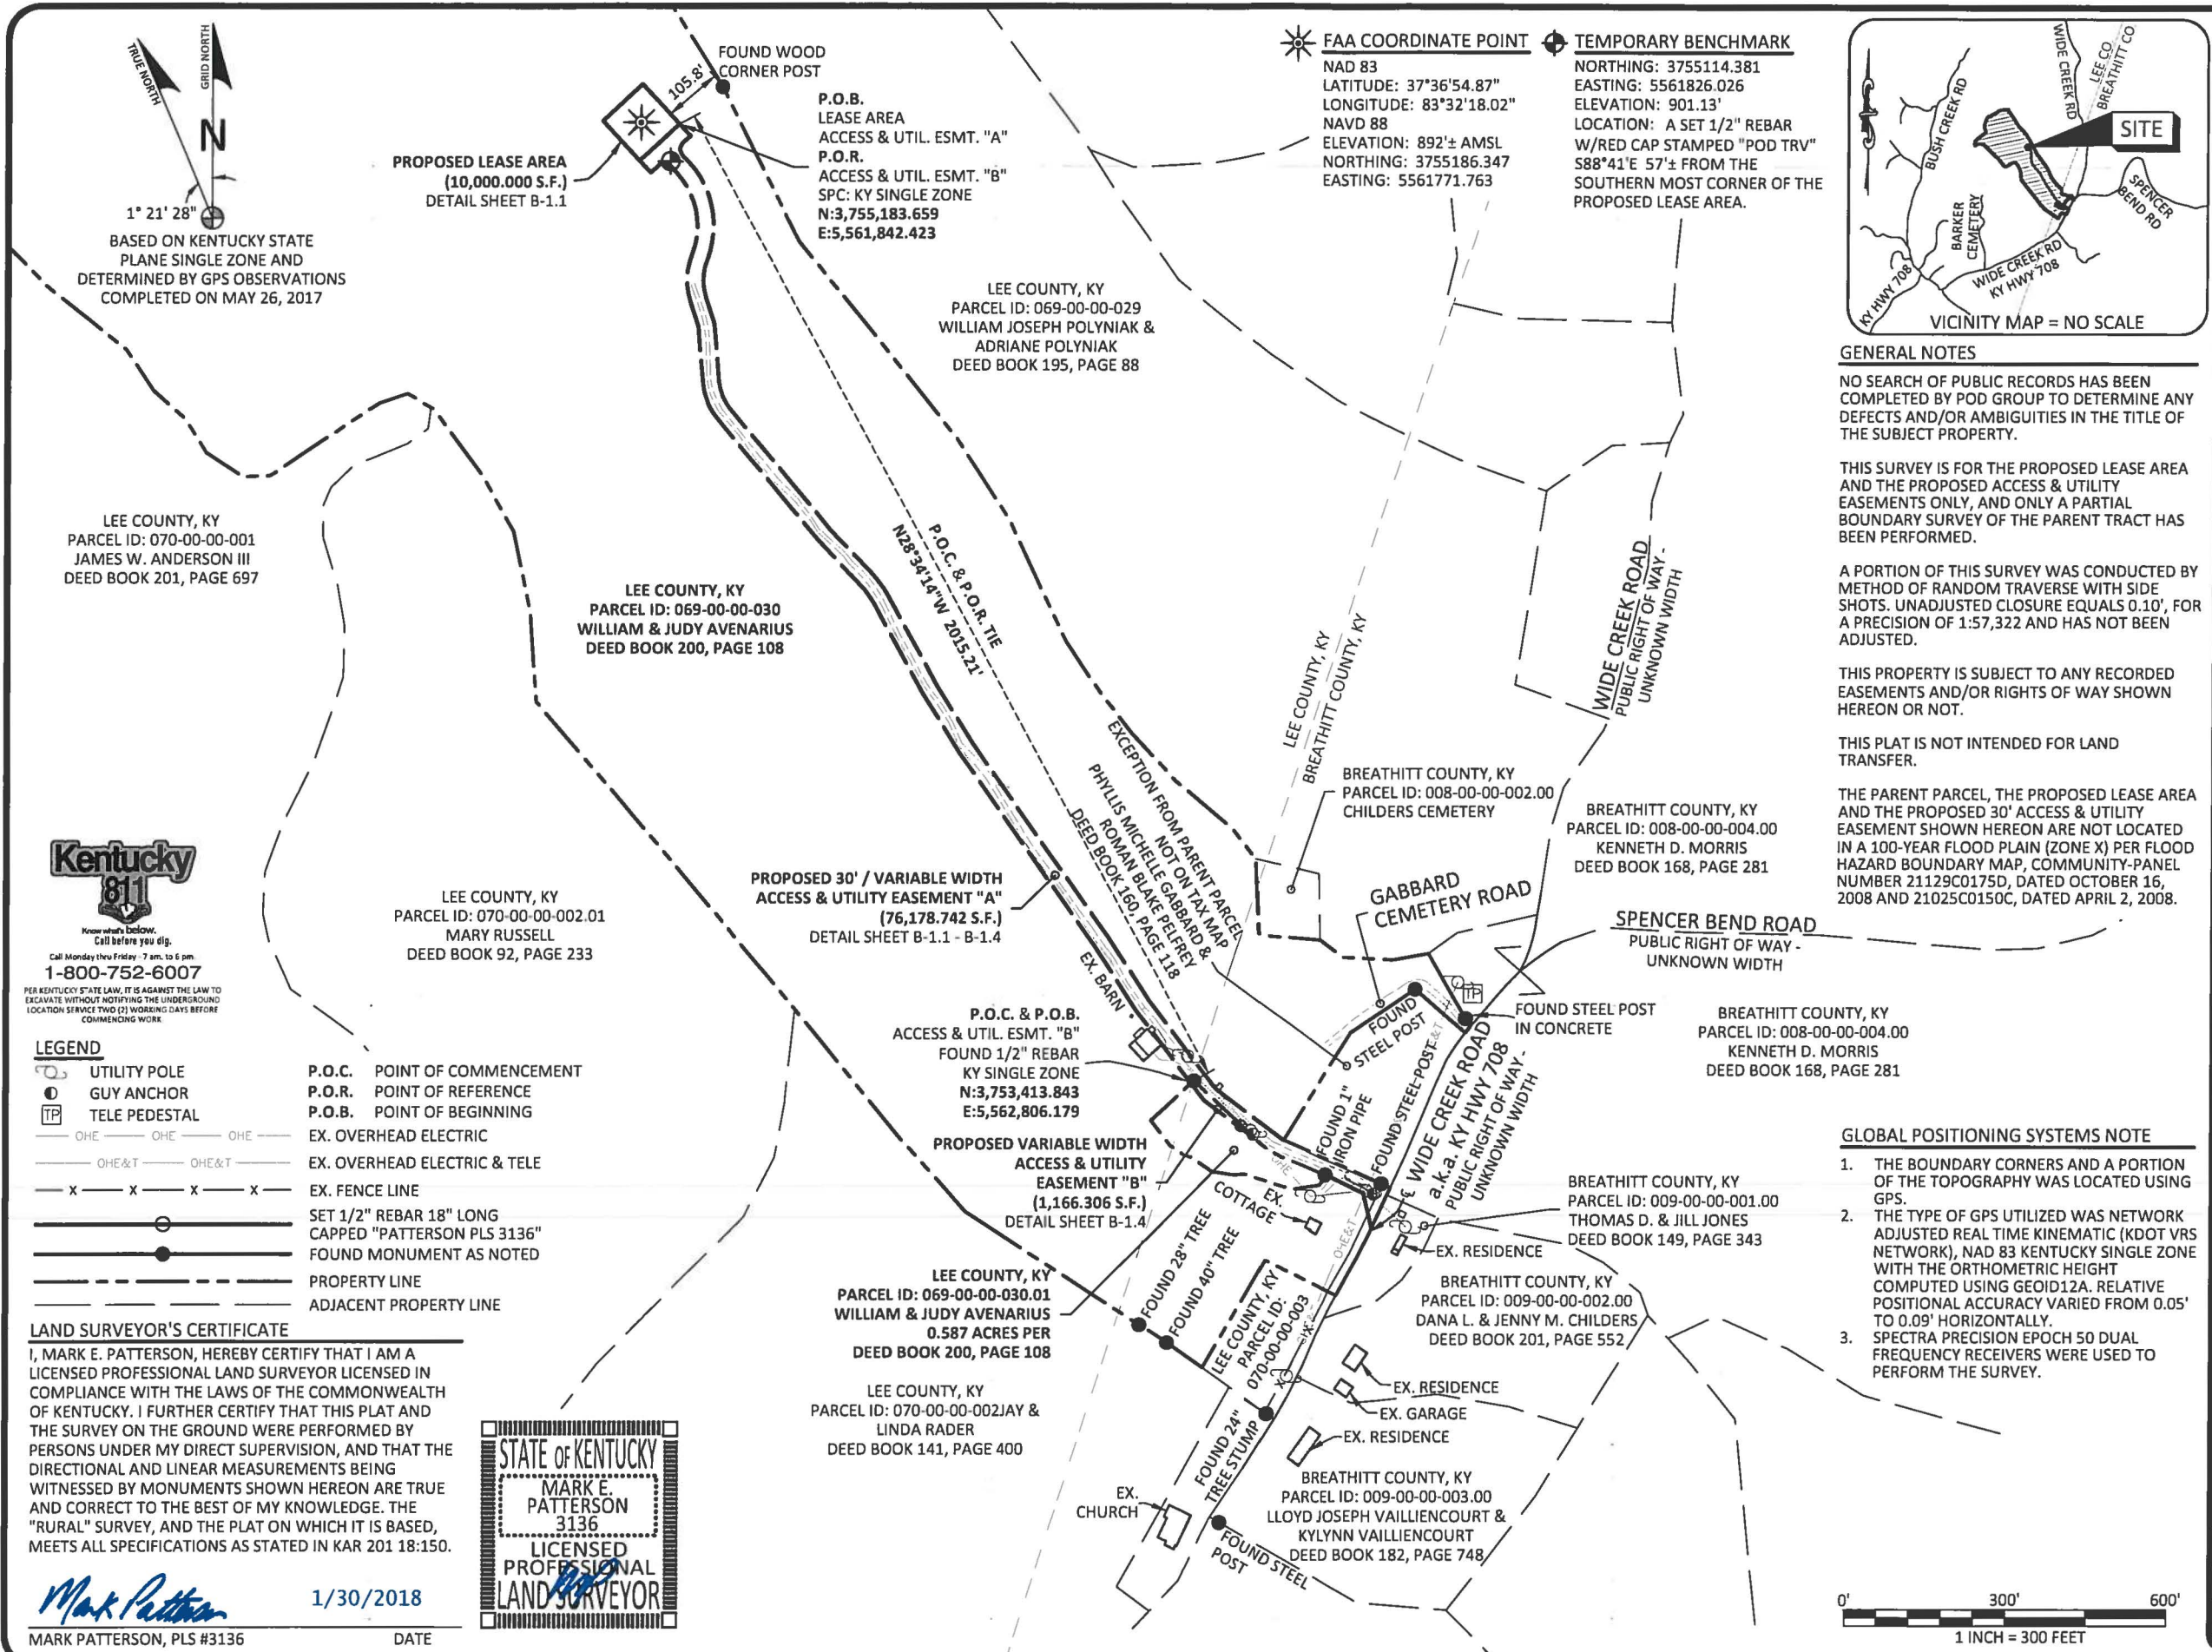 TRUE NORTH
GRID NORTH
N
1° 21' 28"
BASED ON KENTUCKY STATE
PLANE SINGLE ZONE AND
DETERMINED BY GPS OBSERVATIONS
COMPLETED ON MAY 26, 2017
FOUND WOOD
CORNER POST
105.8'
PROPOSED LEASE AREA
(10,000.000 S.F.)
DETAIL SHEET B-1.1
P.O.B.
LEASE AREA
ACCESS & UTIL. ESMT. "A"
P.O.R.
ACCESS & UTIL. ESMT. "B"
SPC: KY SINGLE ZONE
N:3,755,183.659
E:5,561,842.423
FAA COORDINATE POINT
NAD 83
LATITUDE: 37°36'54.87"
LONGITUDE: 83°32'18.02"
NAVD 88
ELEVATION: 892'± AMSL
NORTHING: 3755186.347
EASTING: 5561771.763
TEMPORARY BENCHMARK
NORTHING: 3755114.381
EASTING: 5561826.026
ELEVATION: 901.13'
LOCATION: A SET 1/2" REBAR
W/RED CAP STAMPED "POD TRV"
S88°41'E 57'± FROM THE
SOUTHERN MOST CORNER OF THE
PROPOSED LEASE AREA.
WIDE CREEK RD
LEE CO
BREATHITT CO.
BUSH CREEK RD
SITE
SPENCER
BEND RD
BARKER
CEMETERY
WIDE CREEK RD
KY HWY 708
KY HWY 708
VICINITY MAP = NO SCALE
GENERAL NOTES
NO SEARCH OF PUBLIC RECORDS HAS BEEN
COMPLETED BY POD GROUP TO DETERMINE ANY
DEFECTS AND/OR AMBIGUITIES IN THE TITLE OF
THE SUBJECT PROPERTY.
THIS SURVEY IS FOR THE PROPOSED LEASE AREA
AND THE PROPOSED ACCESS & UTILITY
EASEMENTS ONLY, AND ONLY A PARTIAL
BOUNDARY SURVEY OF THE PARENT TRACT HAS
BEEN PERFORMED.
A PORTION OF THIS SURVEY WAS CONDUCTED BY
METHOD OF RANDOM TRAVERSE WITH SIDE
SHOTS. UNADJUSTED CLOSURE EQUALS 0.10', FOR
A PRECISION OF 1:57,322 AND HAS NOT BEEN
ADJUSTED.
THIS PROPERTY IS SUBJECT TO ANY RECORDED
EASEMENTS AND/OR RIGHTS OF WAY SHOWN
HEREON OR NOT.
THIS PLAT IS NOT INTENDED FOR LAND
TRANSFER.
THE PARENT PARCEL, THE PROPOSED LEASE AREA
AND THE PROPOSED 30' ACCESS & UTILITY
EASEMENT SHOWN HEREON ARE NOT LOCATED
IN A 100-YEAR FLOOD PLAIN (ZONE X) PER FLOOD
HAZARD BOUNDARY MAP, COMMUNITY-PANEL
NUMBER 21129C0175D, DATED OCTOBER 16,
2008 AND 21025C0150C, DATED APRIL 2, 2008.
LEE COUNTY, KY
PARCEL ID: 069-00-00-029
WILLIAM JOSEPH POLYNIAK &
ADRIANE POLYNIAK
DEED BOOK 195, PAGE 88
LEE COUNTY, KY
PARCEL ID: 070-00-00-001
JAMES W. ANDERSON III
DEED BOOK 201, PAGE 697
LEE COUNTY, KY
PARCEL ID: 069-00-00-030
WILLIAM & JUDY AVENARIUS
DEED BOOK 200, PAGE 108
P.O.C. & P.O.R. TIE
N28°34'14"W 2015.21'
LEE COUNTY, KY
BREATHITT COUNTY, KY
WIDE CREEK ROAD
PUBLIC RIGHT OF WAY -
UNKNOWN WIDTH
EXCEPTION FROM PARENT PARCEL
NOT ON TAX MAP
PHYLLIS MICHELLE GABBARD &
ROMAN BLAKE PELFREY
DEED BOOK 160, PAGE 118
BREATHITT COUNTY, KY
PARCEL ID: 008-00-00-002.00
CHILDERS CEMETERY
BREATHITT COUNTY, KY
PARCEL ID: 008-00-00-004.00
KENNETH D. MORRIS
DEED BOOK 168, PAGE 281
GABBARD
CEMETERY ROAD
SPENCER BEND ROAD
PUBLIC RIGHT OF WAY -
UNKNOWN WIDTH
PROPOSED 30' / VARIABLE WIDTH
ACCESS & UTILITY EASEMENT "A"
(76,178.742 S.F.)
DETAIL SHEET B-1.1 - B-1.4
LEE COUNTY, KY
PARCEL ID: 070-00-00-002.01
MARY RUSSELL
DEED BOOK 92, PAGE 233
EX. BARN
P.O.C. & P.O.B.
ACCESS & UTIL. ESMT. "B"
FOUND 1/2" REBAR
KY SINGLE ZONE
N:3,753,413.843
E:5,562,806.179
FOUND
STEEL POST
TP
FOUND STEEL POST
IN CONCRETE
BREATHITT COUNTY, KY
PARCEL ID: 008-00-00-004.00
KENNETH D. MORRIS
DEED BOOK 168, PAGE 281
FOUND 1"
IRON PIPE
FOUND STEEL POST
OHE&T
℄ WIDE CREEK ROAD
a.k.a. KY HWY 708
PUBLIC RIGHT OF WAY -
UNKNOWN WIDTH
PROPOSED VARIABLE WIDTH
ACCESS & UTILITY
EASEMENT "B"
(1,166.306 S.F.)
DETAIL SHEET B-1.4
OHE
EX.
COTTAGE
OHE&T
BREATHITT COUNTY, KY
PARCEL ID: 009-00-00-001.00
THOMAS D. & JILL JONES
DEED BOOK 149, PAGE 343
EX. RESIDENCE
FOUND 28" TREE
FOUND 40" TREE
LEE COUNTY, KY
PARCEL ID: 069-00-00-030.01
WILLIAM & JUDY AVENARIUS
0.587 ACRES PER
DEED BOOK 200, PAGE 108
LEE COUNTY, KY
PARCEL ID:
070-00-00-003
OHE&T
BREATHITT COUNTY, KY
PARCEL ID: 009-00-00-002.00
DANA L. & JENNY M. CHILDERS
DEED BOOK 201, PAGE 552
LEE COUNTY, KY
PARCEL ID: 070-00-00-002JAY &
LINDA RADER
DEED BOOK 141, PAGE 400
EX. RESIDENCE
EX. GARAGE
EX. RESIDENCE
FOUND 24"
TREE STUMP
EX.
CHURCH
BREATHITT COUNTY, KY
PARCEL ID: 009-00-00-003.00
LLOYD JOSEPH VAILLIENCOURT &
KYLYNN VAILLIENCOURT
DEED BOOK 182, PAGE 748
FOUND STEEL
POST
Kentucky
811
Know what's below.
Call before you dig.
Call Monday thru Friday - 7 am. to 6 pm.
1-800-752-6007
PER KENTUCKY STATE LAW, IT IS AGAINST THE LAW TO
EXCAVATE WITHOUT NOTIFYING THE UNDERGROUND
LOCATION SERVICE TWO (2) WORKING DAYS BEFORE
COMMENCING WORK
LEGEND
UTILITY POLE
GUY ANCHOR
TP TELE PEDESTAL
P.O.C. POINT OF COMMENCEMENT
P.O.R. POINT OF REFERENCE
P.O.B. POINT OF BEGINNING
OHE OHE OHE EX. OVERHEAD ELECTRIC
OHE&T OHE&T EX. OVERHEAD ELECTRIC & TELE
X X X X EX. FENCE LINE
SET 1/2" REBAR 18" LONG
CAPPED "PATTERSON PLS 3136"
FOUND MONUMENT AS NOTED
PROPERTY LINE
ADJACENT PROPERTY LINE
LAND SURVEYOR'S CERTIFICATE
I, MARK E. PATTERSON, HEREBY CERTIFY THAT I AM A
LICENSED PROFESSIONAL LAND SURVEYOR LICENSED IN
COMPLIANCE WITH THE LAWS OF THE COMMONWEALTH
OF KENTUCKY. I FURTHER CERTIFY THAT THIS PLAT AND
THE SURVEY ON THE GROUND WERE PERFORMED BY
PERSONS UNDER MY DIRECT SUPERVISION, AND THAT THE
DIRECTIONAL AND LINEAR MEASUREMENTS BEING
WITNESSED BY MONUMENTS SHOWN HEREON ARE TRUE
AND CORRECT TO THE BEST OF MY KNOWLEDGE. THE
"RURAL" SURVEY, AND THE PLAT ON WHICH IT IS BASED,
MEETS ALL SPECIFICATIONS AS STATED IN KAR 201 18:150.
Mark Patterson
1/30/2018
MARK PATTERSON, PLS #3136 DATE
STATE OF KENTUCKY
MARK E.
PATTERSON
3136
LICENSED
PROFESSIONAL
LAND SURVEYOR
GLOBAL POSITIONING SYSTEMS NOTE
1. THE BOUNDARY CORNERS AND A PORTION
OF THE TOPOGRAPHY WAS LOCATED USING
GPS.
2. THE TYPE OF GPS UTILIZED WAS NETWORK
ADJUSTED REAL TIME KINEMATIC (KDOT VRS
NETWORK), NAD 83 KENTUCKY SINGLE ZONE
WITH THE ORTHOMETRIC HEIGHT
COMPUTED USING GEOID12A. RELATIVE
POSITIONAL ACCURACY VARIED FROM 0.05'
TO 0.09' HORIZONTALLY.
3. SPECTRA PRECISION EPOCH 50 DUAL
FREQUENCY RECEIVERS WERE USED TO
PERFORM THE SURVEY.
0' 300' 600'
1 INCH = 300 FEET